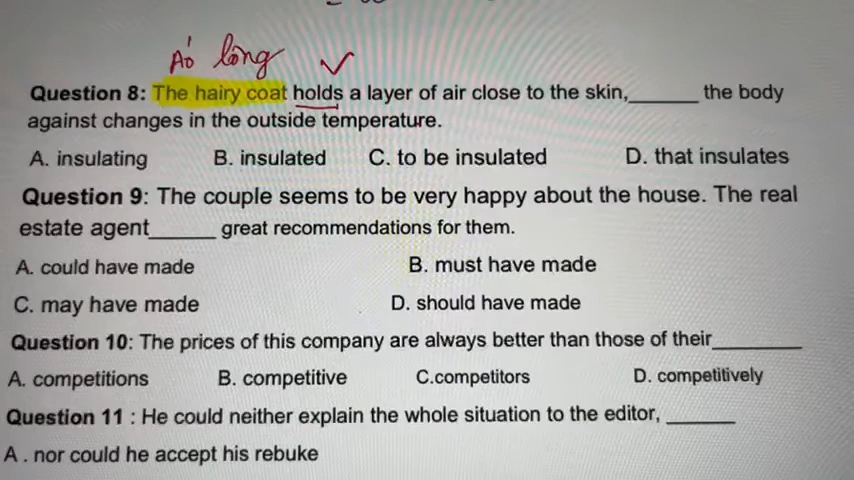 Áo lông
Question 8: The hairy coat holds a layer of air close to the skin,______ the body
against changes in the outside temperature.
A. insulating B. insulated C. to be insulated D. that insulates
Question 9: The couple seems to be very happy about the house. The real
estate agent______ great recommendations for them.
A. could have made B. must have made
C. may have made D. should have made
Question 10: The prices of this company are always better than those of their________
A. competitions B. competitive C.competitors D. competitively
Question 11 : He could neither explain the whole situation to the editor, ______
A . nor could he accept his rebuke